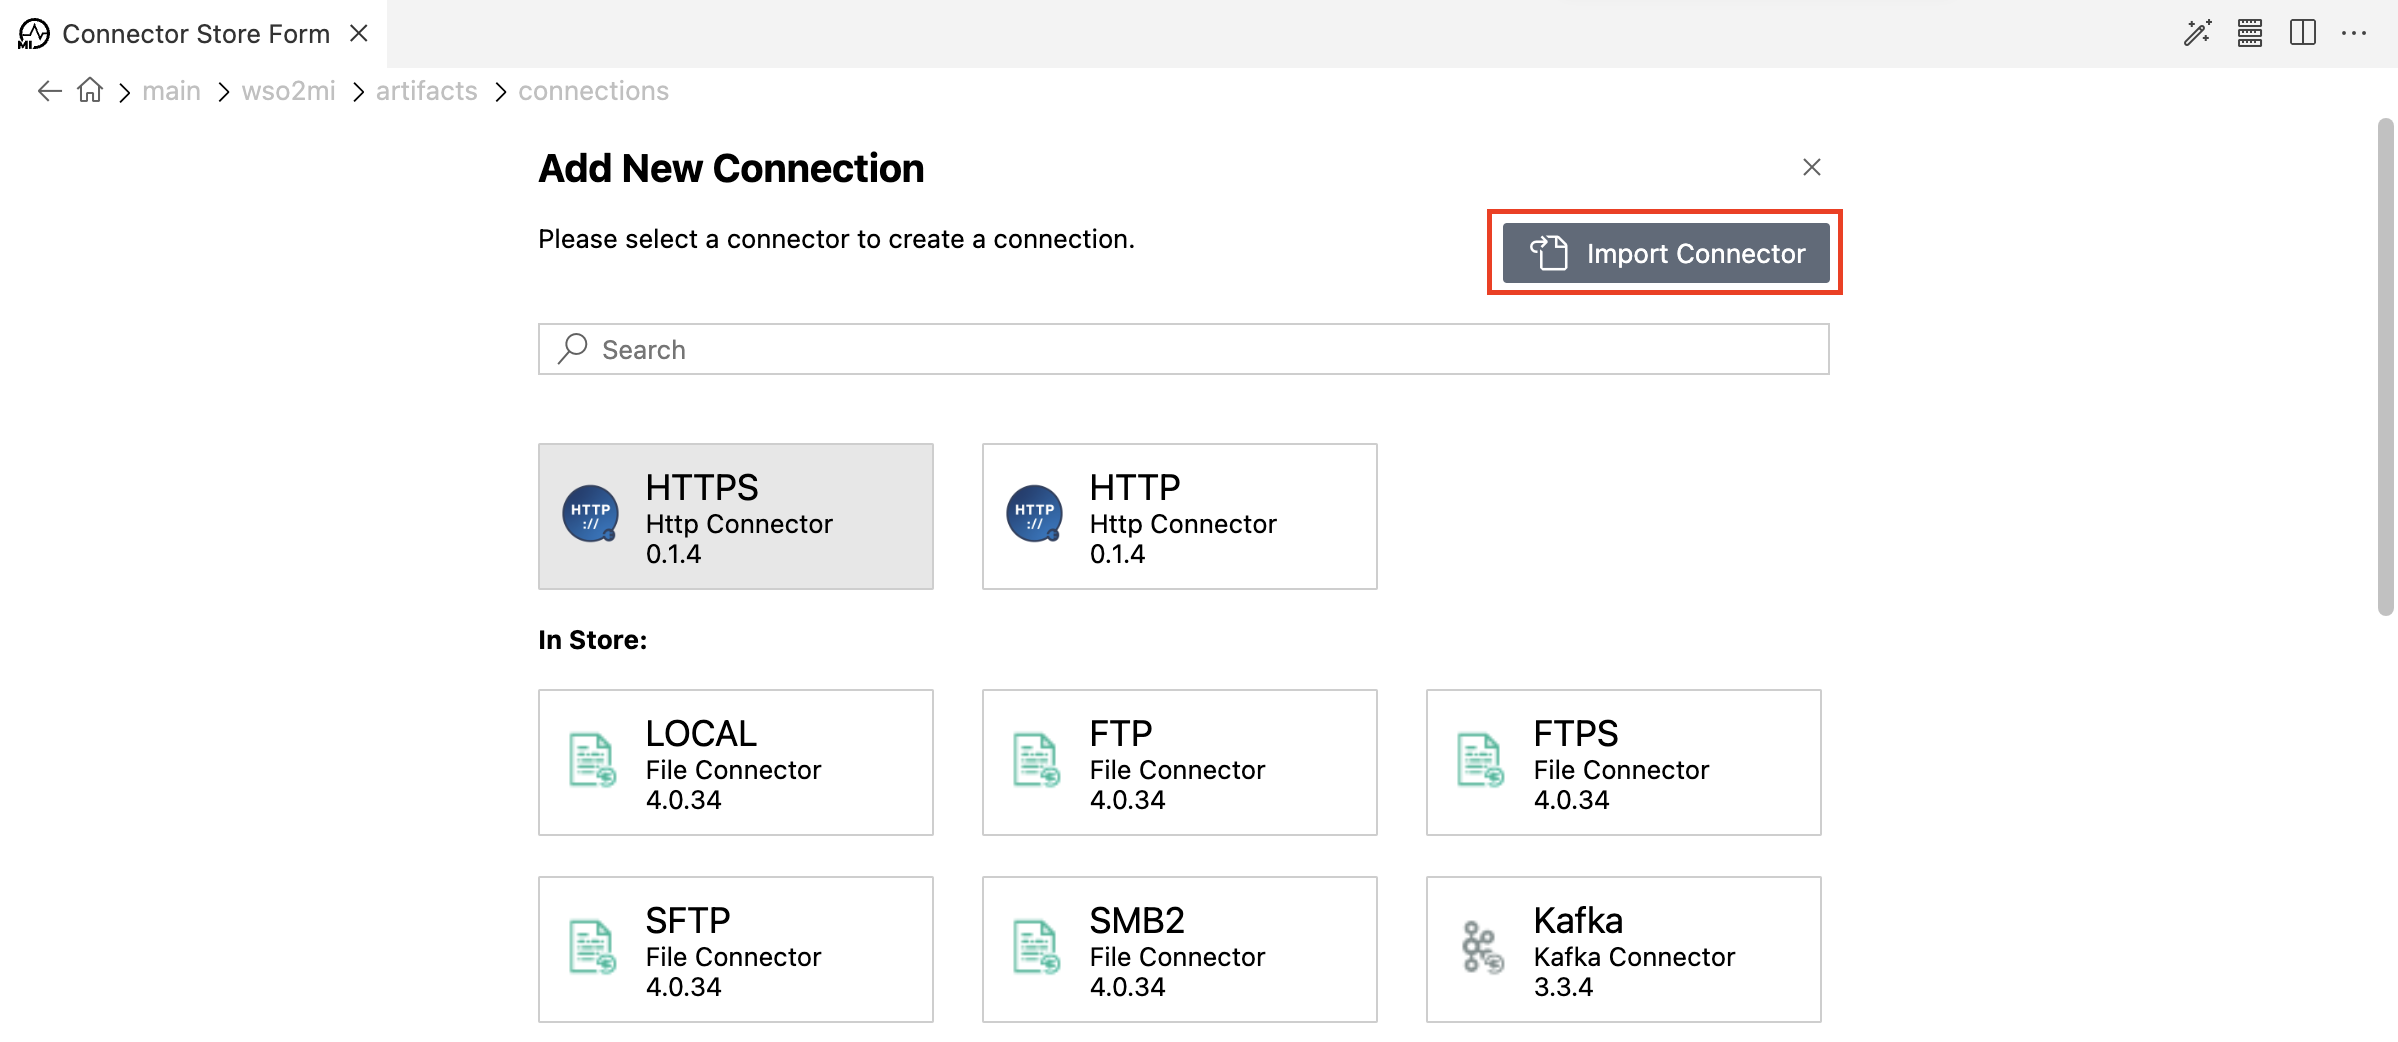 MI Connector Store Form
main wso2mi artifacts connections
Add New Connection
Please select a connector to create a connection.
Import Connector
Search
HTTP :// HTTPS
Http Connector
0.1.4
HTTP :// HTTP
Http Connector
0.1.4
In Store:
LOCAL
File Connector
4.0.34
FTP
File Connector
4.0.34
FTPS
File Connector
4.0.34
SFTP
File Connector
4.0.34
SMB2
File Connector
4.0.34
Kafka
Kafka Connector
3.3.4